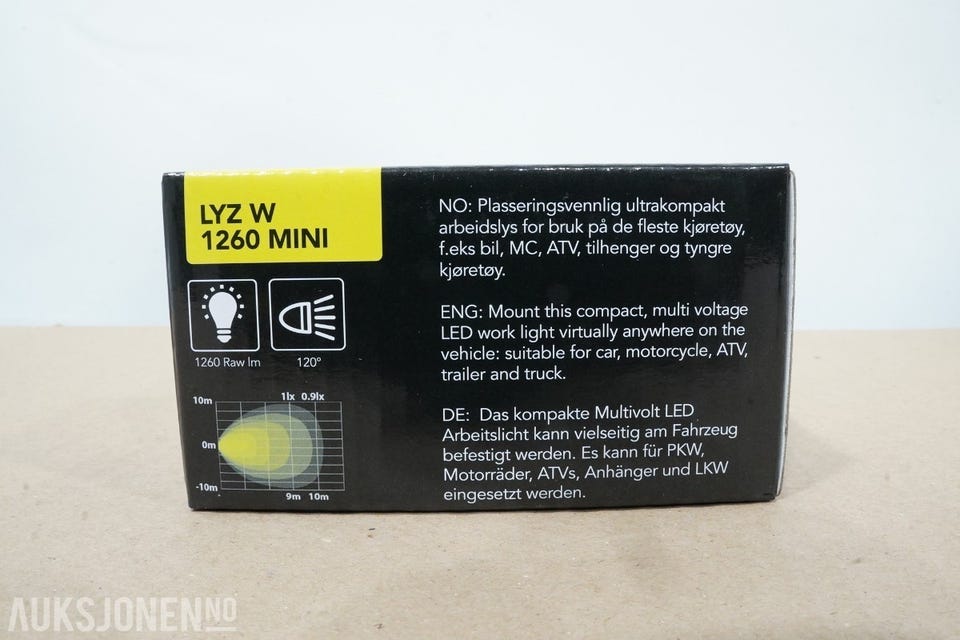 LYZ W
1260 MINI
1260 Raw lm
120°
10m
1lx 0.9lx
0m
-10m
9m 10m
NO: Plasseringsvennlig ultrakompakt
arbeidslys for bruk på de fleste kjøretøy,
f.eks bil, MC, ATV, tilhenger og tyngre
kjøretøy.
ENG: Mount this compact, multi voltage
LED work light virtually anywhere on the
vehicle: suitable for car, motorcycle, ATV,
trailer and truck.
DE: Das kompakte Multivolt LED
Arbeitslicht kann vielseitig am Fahrzeug
befestigt werden. Es kann für PKW,
Motorräder, ATVs, Anhänger und LKW
eingesetzt werden.
AUKSJONEN.NO